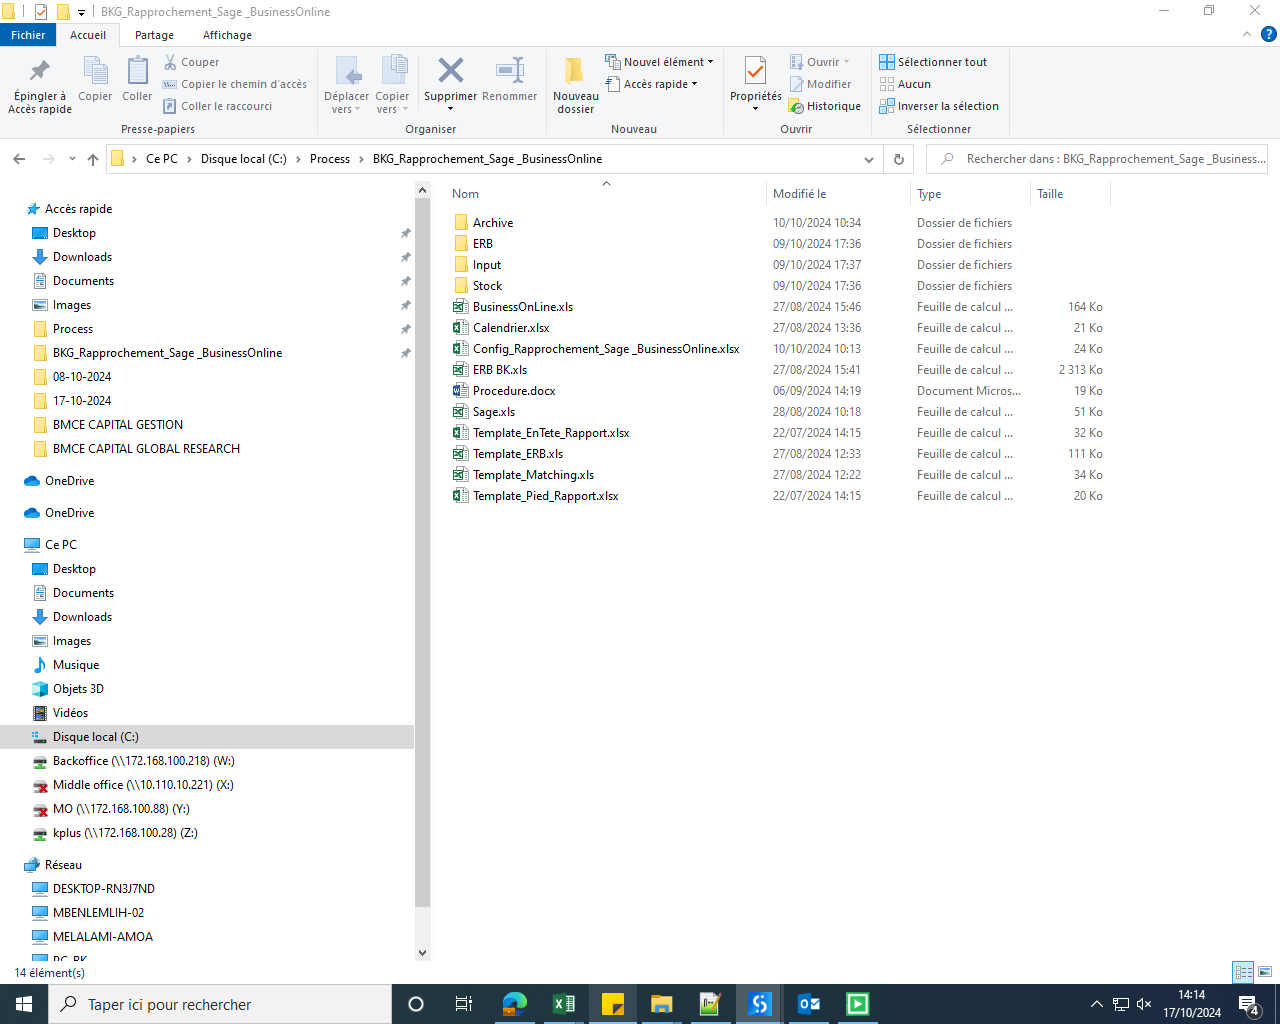 BKG_Rapprochement_Sage _BusinessOnline
Fichier Accueil Partage Affichage
Épingler à Accès rapide
Copier
Coller
Couper
Copier le chemin d'accès
Coller le raccourci
Presse-papiers
Déplacer vers
Copier vers
Supprimer
Renommer
Organiser
Nouveau dossier
Nouvel élément
Accès rapide
Nouveau
Propriétés
Ouvrir
Modifier
Historique
Ouvrir
Sélectionner tout
Aucun
Inverser la sélection
Sélectionner
Ce PC > Disque local (C:) > Process > BKG_Rapprochement_Sage _BusinessOnline
Rechercher dans : BKG_Rapprochement_Sage _Business...
Accès rapide
Desktop
Downloads
Documents
Images
Process
BKG_Rapprochement_Sage _BusinessOnline
08-10-2024
17-10-2024
BMCE CAPITAL GESTION
BMCE CAPITAL GLOBAL RESEARCH
OneDrive
OneDrive
Ce PC
Desktop
Documents
Downloads
Images
Musique
Objets 3D
Vidéos
Disque local (C:)
Backoffice (\\172.168.100.218) (W:)
Middle office (\\10.110.10.221) (X:)
MO (\\172.168.100.88) (Y:)
kplus (\\172.168.100.28) (Z:)
Réseau
DESKTOP-RN3J7ND
MBENLEMLIH-02
MELALAMI-AMOA
PC-BK
Nom Modifié le Type Taille
Archive 10/10/2024 10:34 Dossier de fichiers
ERB 09/10/2024 17:36 Dossier de fichiers
Input 09/10/2024 17:37 Dossier de fichiers
Stock 09/10/2024 17:36 Dossier de fichiers
BusinessOnLine.xls 27/08/2024 15:46 Feuille de calcul ... 164 Ko
Calendrier.xlsx 27/08/2024 13:36 Feuille de calcul ... 21 Ko
Config_Rapprochement_Sage _BusinessOnline.xlsx 10/10/2024 10:13 Feuille de calcul ... 24 Ko
ERB BK.xls 27/08/2024 15:41 Feuille de calcul ... 2 313 Ko
Procedure.docx 06/09/2024 14:19 Document Micros... 19 Ko
Sage.xls 28/08/2024 10:18 Feuille de calcul ... 51 Ko
Template_EnTete_Rapport.xlsx 22/07/2024 14:15 Feuille de calcul ... 32 Ko
Template_ERB.xls 27/08/2024 12:33 Feuille de calcul ... 111 Ko
Template_Matching.xls 27/08/2024 12:22 Feuille de calcul ... 34 Ko
Template_Pied_Rapport.xlsx 22/07/2024 14:15 Feuille de calcul ... 20 Ko
14 élément(s)
Taper ici pour rechercher
14:14
17/10/2024
4